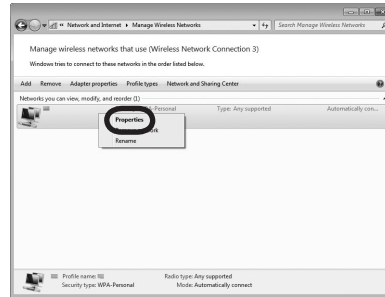 « Network and Internet ▸ Manage Wireless Networks
Search Manage Wireless Networks
Manage wireless networks that use (Wireless Network Connection 3)
Windows tries to connect to these networks in the order listed below.
Add Remove Adapter properties Profile types Network and Sharing Center
Networks you can view, modify, and reorder (1)
Personal Type: Any supported Automatically con...
Properties
Rename
Profile name: Radio type: Any supported
Security type: WPA-Personal Mode: Automatically connect